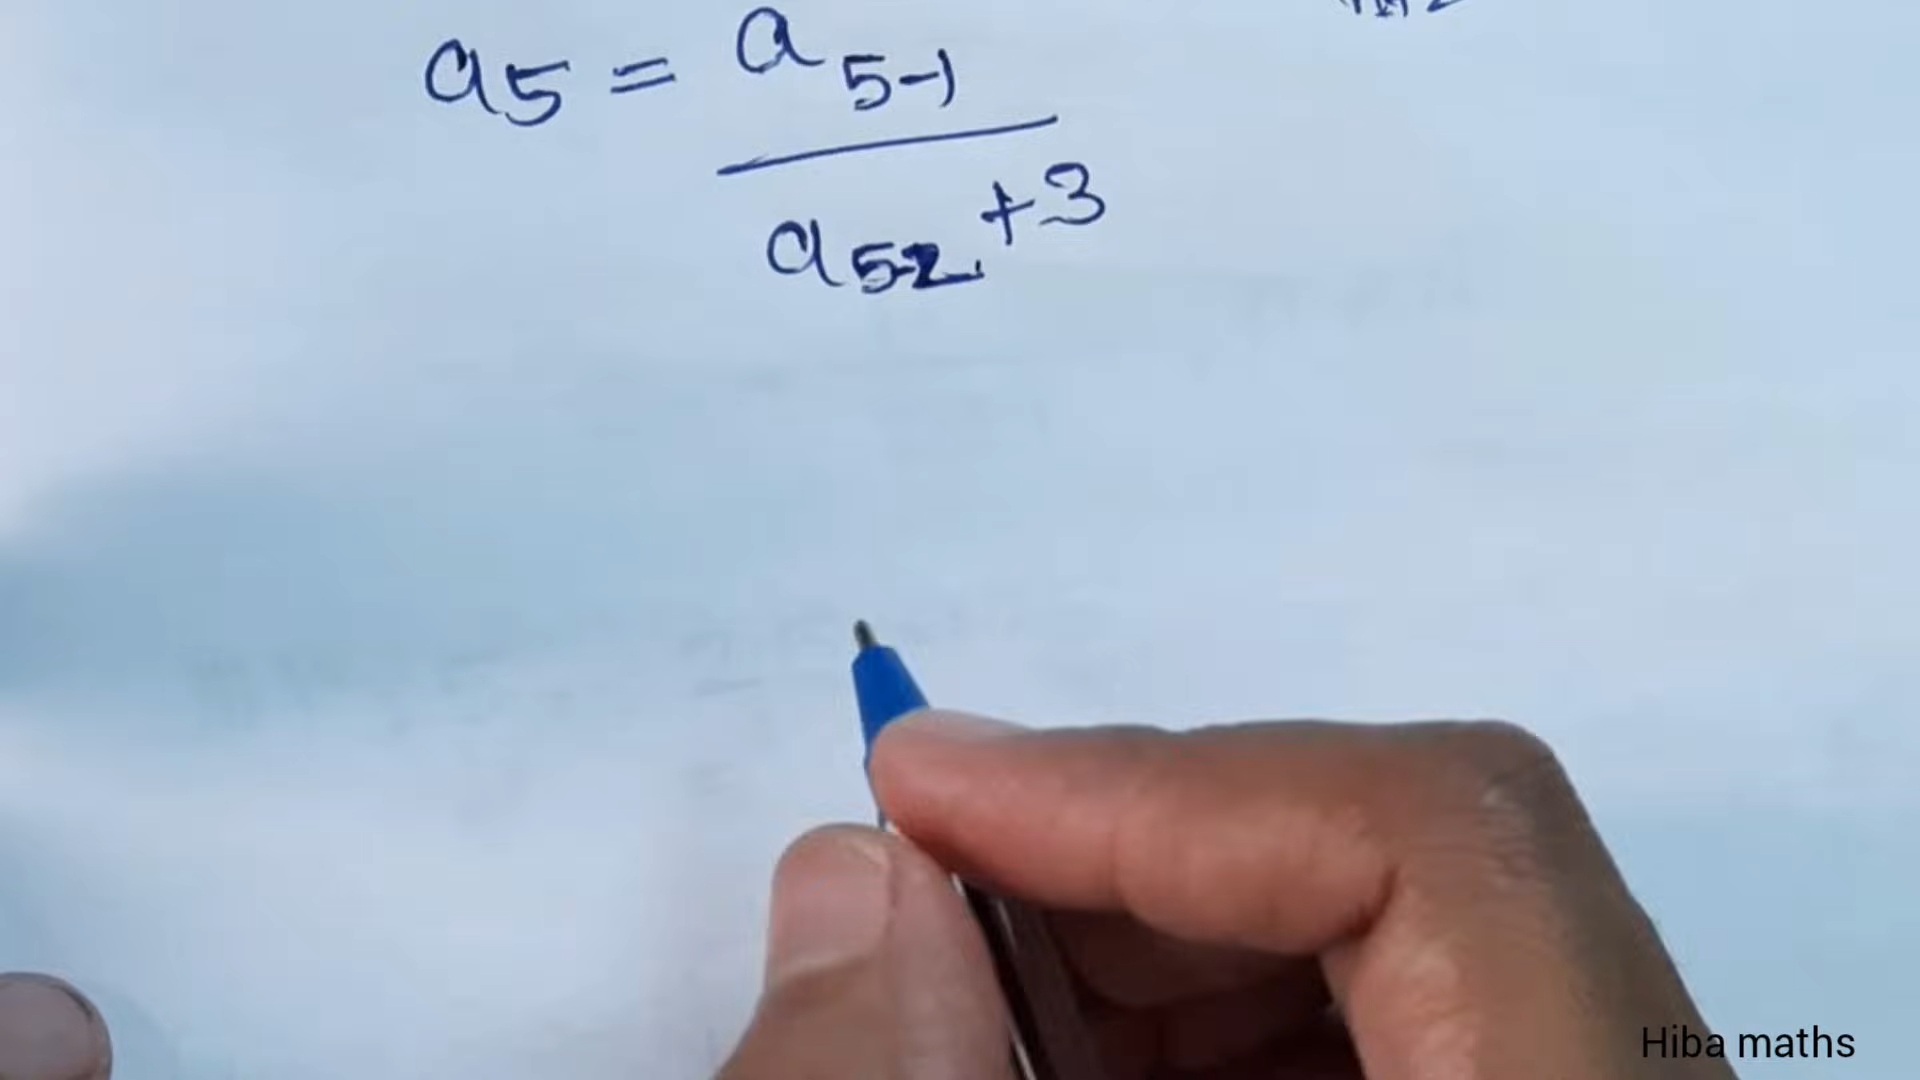 a₅ = a₅₋₁
a₅₋₂ +3
Hiba maths